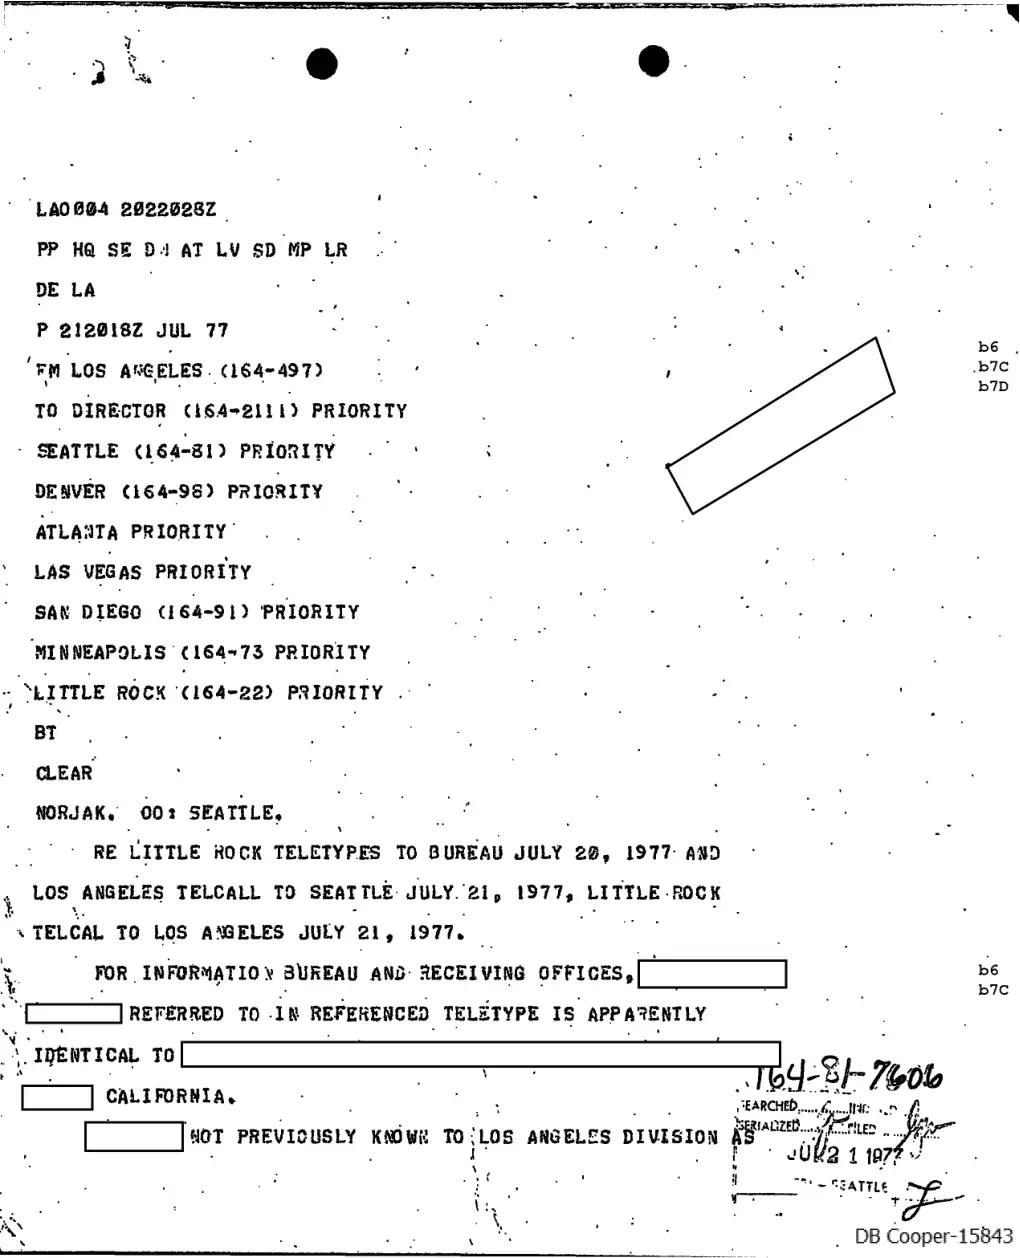 LAO004 2022028Z
PP HQ SE AT LV SD MP LR
DE LA
P 212018Z JUL 77
FM LOS ANGELES (164-497)
TO DIRECTOR (164-2111) PRIORITY
SEATTLE (164-81) PRIORITY
DENVER (164-98) PRIORITY
ATLANTA PRIORITY
LAS VEGAS PRIORITY
SAN DIEGO (164-91) PRIORITY
MINNEAPOLIS (164-73 PRIORITY
LITTLE ROCK (164-22) PRIORITY
BT
CLEAR
NORJAK. OO: SEATTLE.
RE LITTLE ROCK TELETYPES TO BUREAU JULY 20, 1977 AND
LOS ANGELES TELCALL TO SEATTLE JULY 21, 1977, LITTLE ROCK
TELCAL TO LOS ANGELES JULY 21, 1977.
FOR INFORMATION BUREAU AND RECEIVING OFFICES,
REFERRED TO IN REFERENCED TELETYPE IS APPARENTLY
IDENTICAL TO
CALIFORNIA.
NOT PREVIOUSLY KNOWN TO LOS ANGELES DIVISION AS
b6
b7C
b7D
b6
b7C
164-81-7606
SEARCHED
SERIALIZED FILED
JUL 21 1977
SEATTLE
DB Cooper-15843